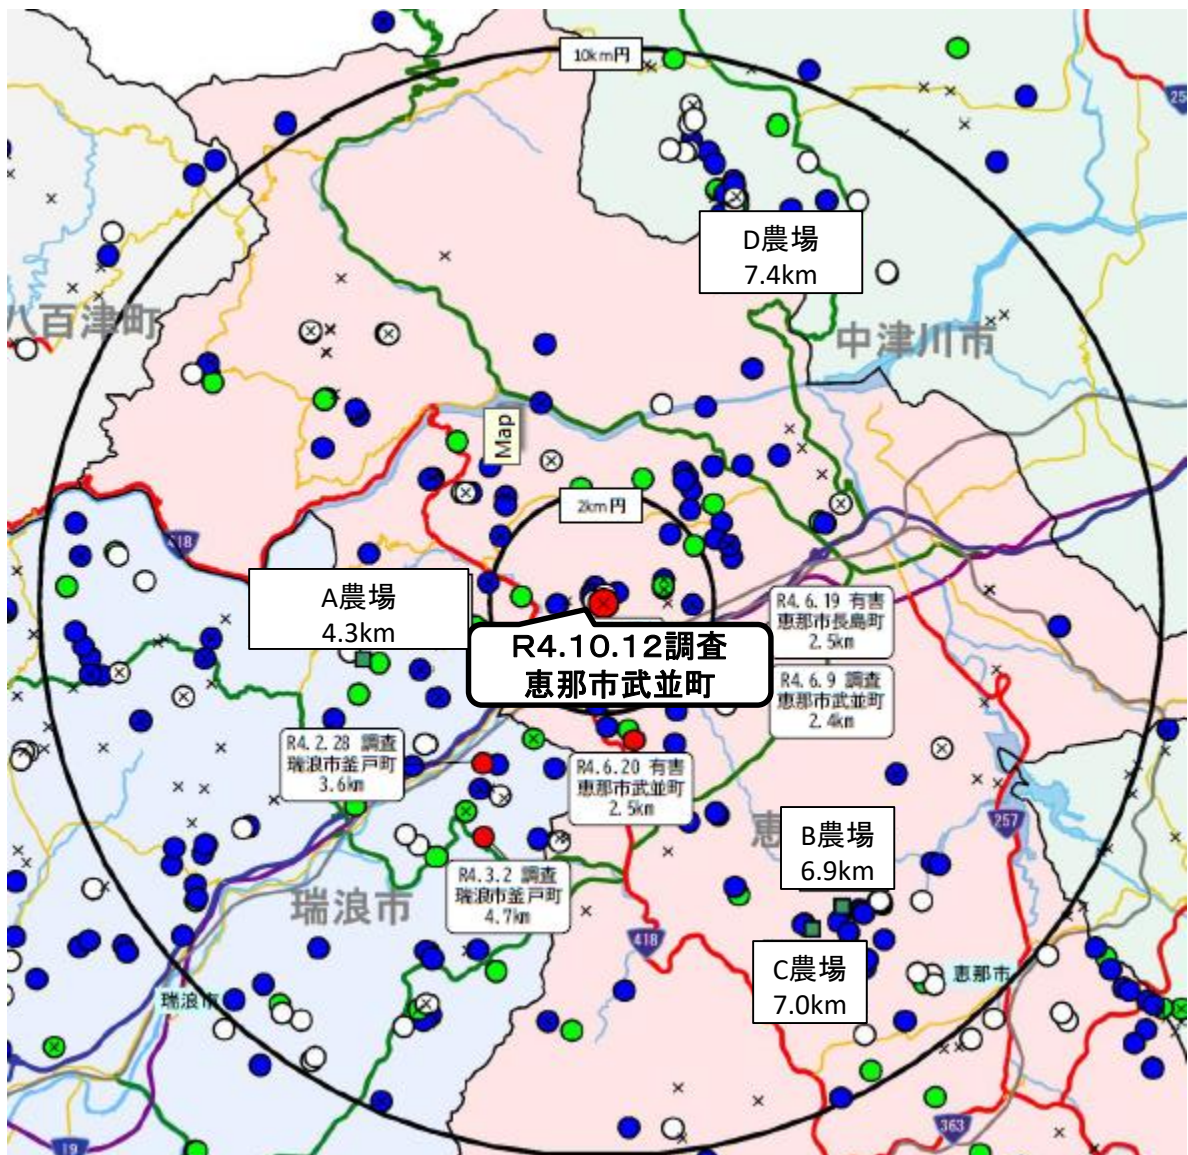 10km円
25
D農場
7.4km
八百津町
中津川市
Map
2km円
418
A農場
4.3km
R4.6.19 有害
恵那市長島町
2.5km
R4.10.12調査
恵那市武並町
R4.6.9 調査
恵那市武並町
2.4km
R4.2.28 調査
瑞浪市釜戸町
3.6km
R4.6.20 有害
恵那市武並町
2.5km
257
恵
B農場
6.9km
R4.3.2 調査
瑞浪市釜戸町
4.7km
瑞浪市
418
C農場
7.0km
恵那市
瑞浪市
363
19